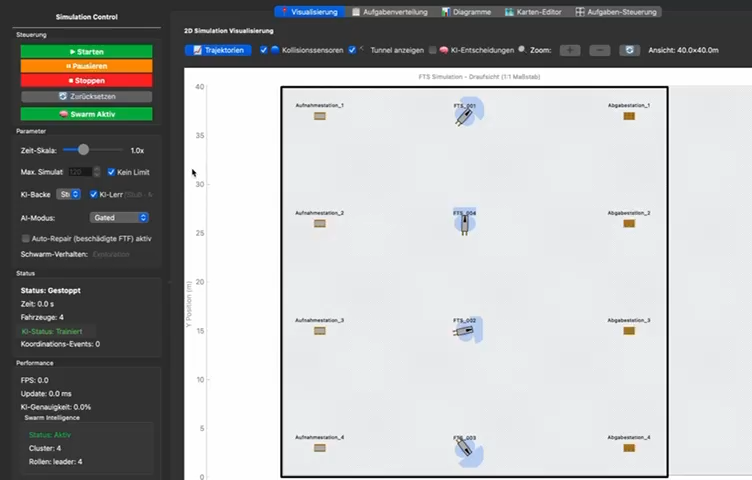 Simulation Control
Steuerung
Starten
Pausieren
Stoppen
Zurücksetzen
Swarm Aktiv
Parameter
Zeit-Skala: 1.0x
Max. Simulat 120 Kein Limit
KI-Backe KI-Lerr
AI-Modus: Gated
Auto-Repair (beschädigte FTF) aktiv
Schwarm-Verhalten: Exploration
Status
Status: Gestoppt
Zeit: 0.0 s
Fahrzeuge: 4
KI-Status: Trainiert
Koordinations-Events: 0
Performance
FPS: 0.0
Update: 0.0 ms
KI-Genauigkeit: 0.0%
Swarm Intelligence
Status: Aktiv
Cluster: 4
Rollen: leader: 4
Visualisierung Aufgabenverteilung Diagramme Karten-Editor Aufgaben-Steuerung
2D Simulation Visualisierung
Trajektorien Kollisionssensoren Tunnel anzeigen KI-Entscheidungen Zoom: + − Ansicht: 40.0x40.0m
FTS Simulation - Draufsicht (1:1 Maßstab)
40
35
30
25
20
15
10
5
0
Y Position (m)
Aufnahmestation_1 FTS_001 Abgabestation_1
Aufnahmestation_2 FTS_004 Abgabestation_2
Aufnahmestation_3 FTS_002 Abgabestation_3
Aufnahmestation_4 FTS_003 Abgabestation_4